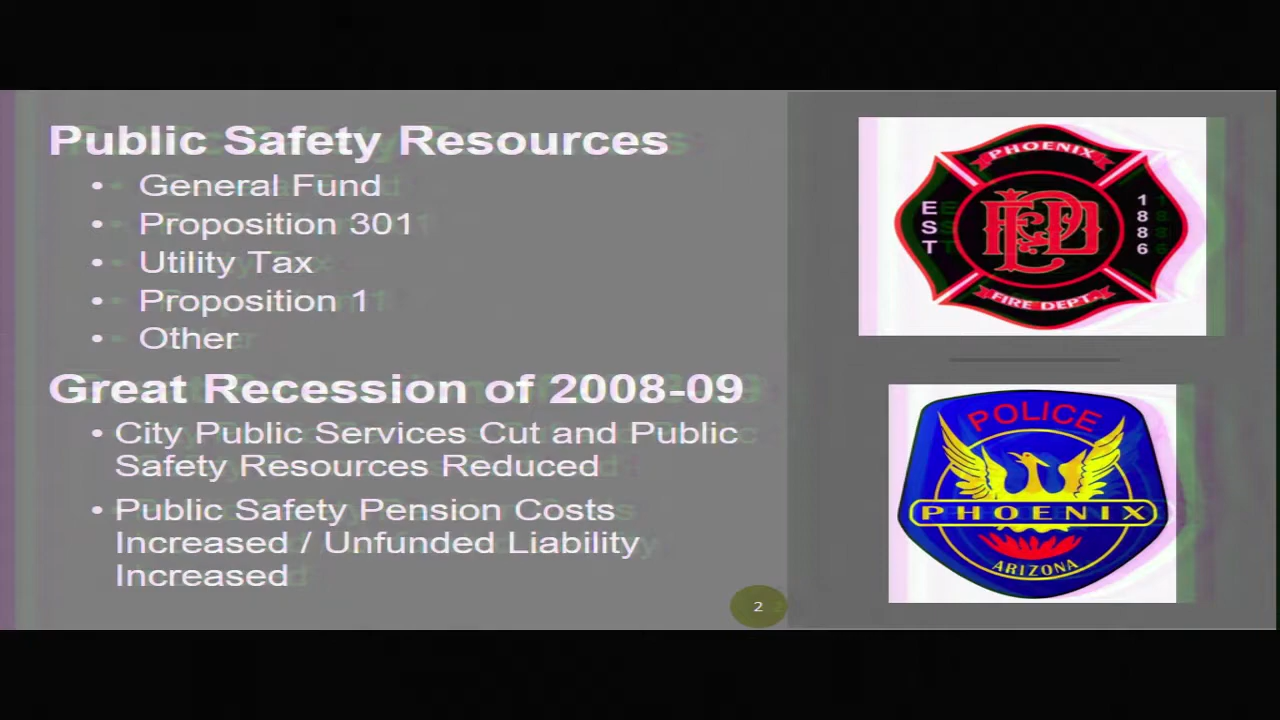 Public Safety Resources
• General Fund
• Proposition 301
• Utility Tax
• Proposition 1
• Other
Great Recession of 2008-09
• City Public Services Cut and Public
Safety Resources Reduced
• Public Safety Pension Costs
Increased / Unfunded Liability
Increased
2
PHOENIX
EST
1886
FIRE DEPT.
POLICE
PHOENIX
ARIZONA